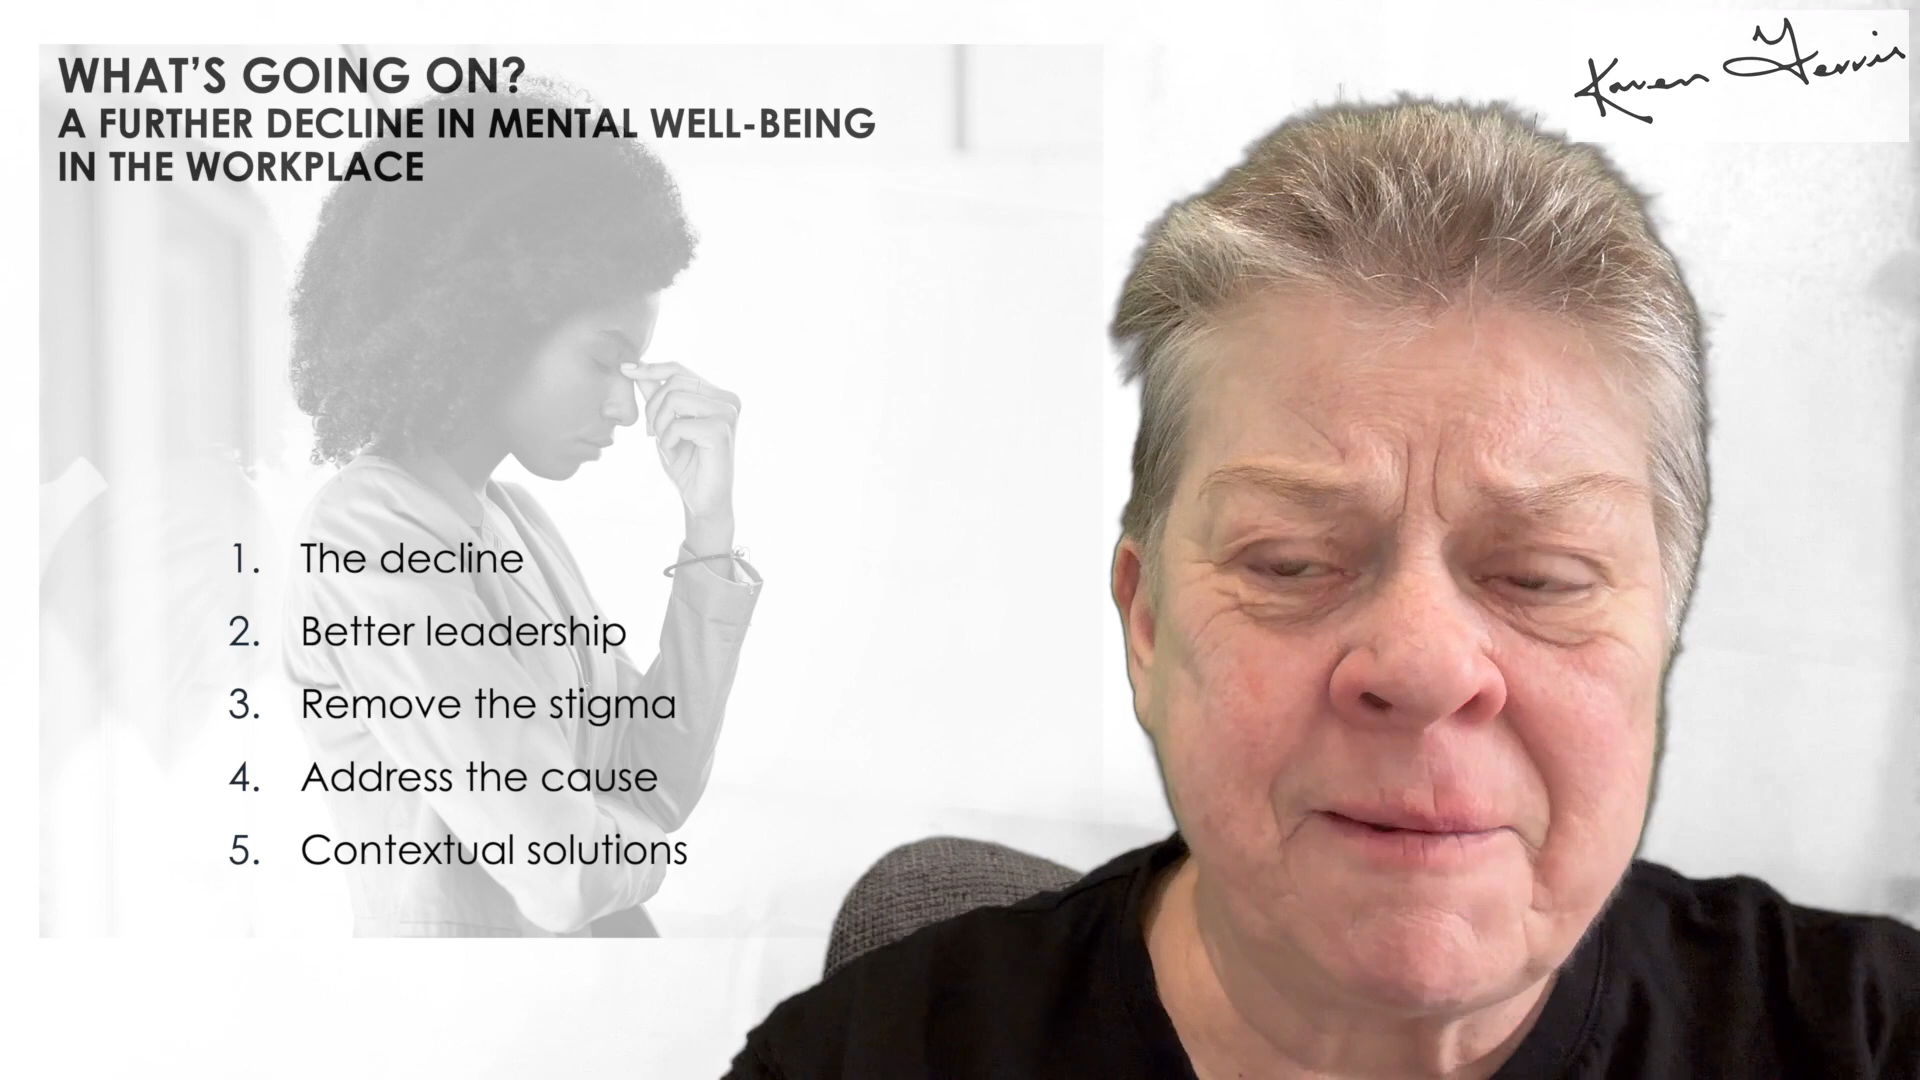 WHAT’S GOING ON?
A FURTHER DECLINE IN MENTAL WELL-BEING
IN THE WORKPLACE
Karen Ferris
1. The decline
2. Better leadership
3. Remove the stigma
4. Address the cause
5. Contextual solutions